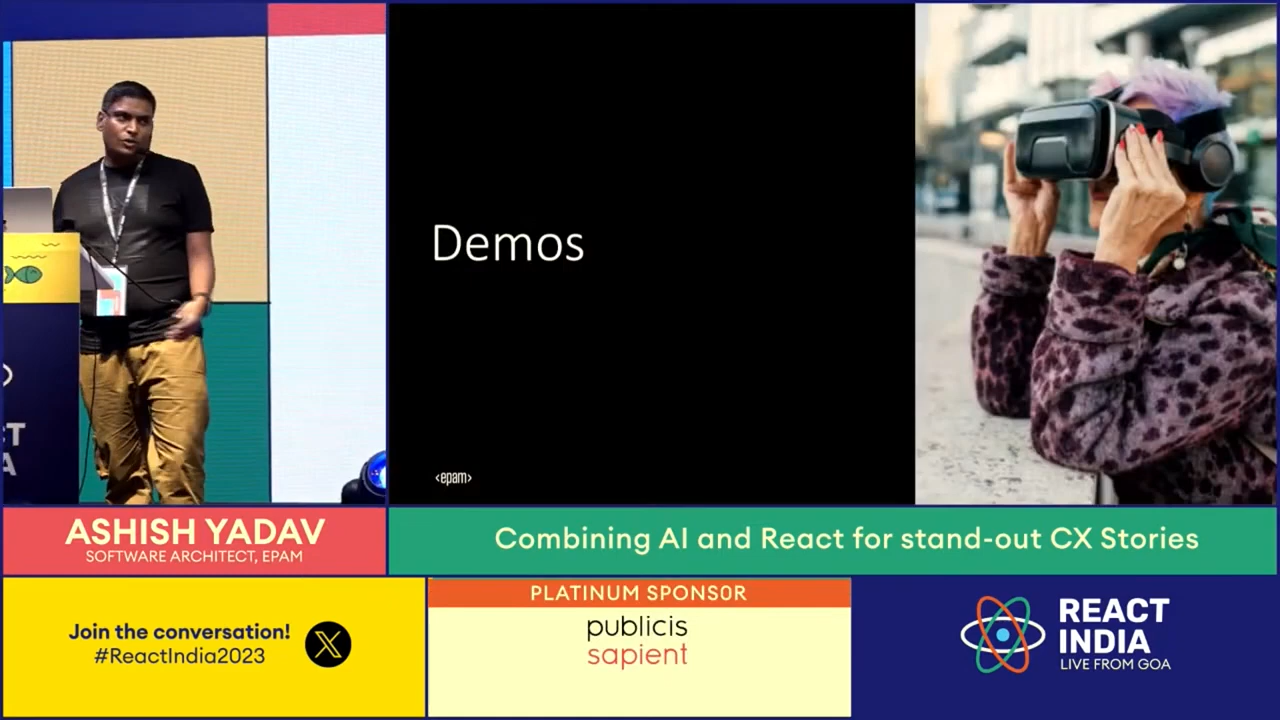 Demos
<epam>
CT
A
ASHISH YADAV
SOFTWARE ARCHITECT, EPAM
Combining AI and React for stand-out CX Stories
Join the conversation!
#ReactIndia2023
X
PLATINUM SPONSOR
publicis
sapient
REACT
INDIA
LIVE FROM GOA